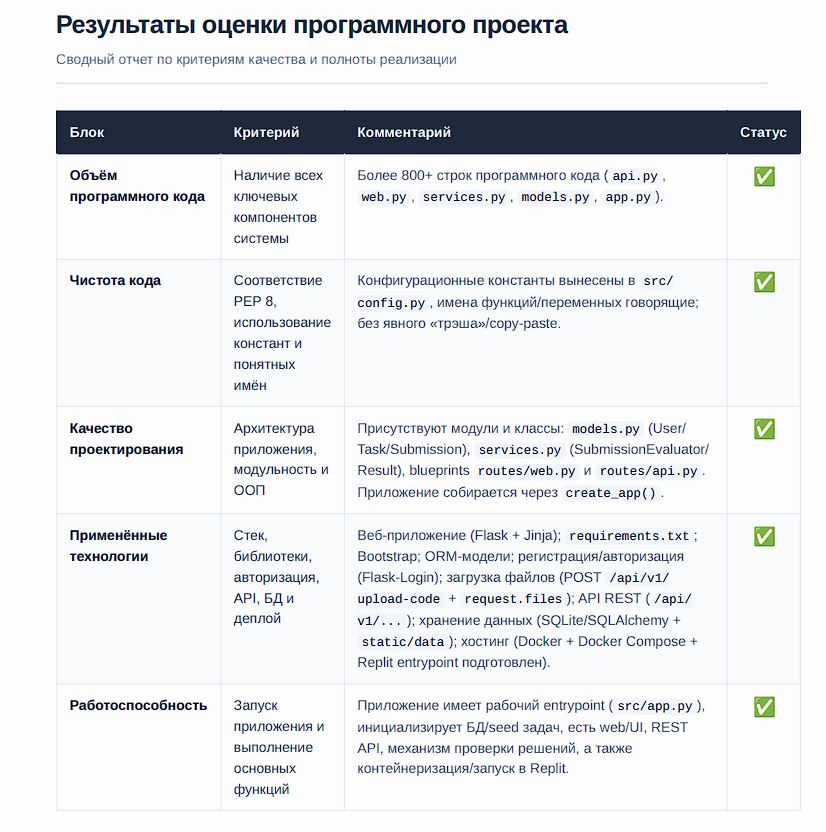 Результаты оценки программного проекта
Сводный отчет по критериям качества и полноты реализации
Блок Критерий Комментарий Статус
Объём
программного кода
Наличие всех
ключевых
компонентов
системы
Более 800+ строк программного кода ( api.py ,
web.py , services.py , models.py , app.py ).
✅
Чистота кода
Соответствие
PEP 8,
использование
констант и
понятных
имён
Конфигурационные константы вынесены в src/
config.py , имена функций/переменных говорящие;
без явного «трэша»/copy-paste.
✅
Качество
проектирования
Архитектура
приложения,
модульность и
ООП
Присутствуют модули и классы: models.py (User/
Task/Submission), services.py (SubmissionEvaluator/
Result), blueprints routes/web.py и routes/api.py .
Приложение собирается через create_app() .
✅
Применённые
технологии
Стек,
библиотеки,
авторизация,
API, БД и
деплой
Веб-приложение (Flask + Jinja); requirements.txt ;
Bootstrap; ORM-модели; регистрация/авторизация
(Flask-Login); загрузка файлов (POST /api/v1/
upload-code + request.files ); API REST ( /api/
v1/... ); хранение данных (SQLite/SQLAlchemy +
static/data ); хостинг (Docker + Docker Compose +
Replit entrypoint подготовлен).
✅
Работоспособность
Запуск
приложения и
выполнение
основных
функций
Приложение имеет рабочий entrypoint ( src/app.py ),
инициализирует БД/seed задач, есть web/UI, REST
API, механизм проверки решений, а также
контейнеризация/запуск в Replit.
✅